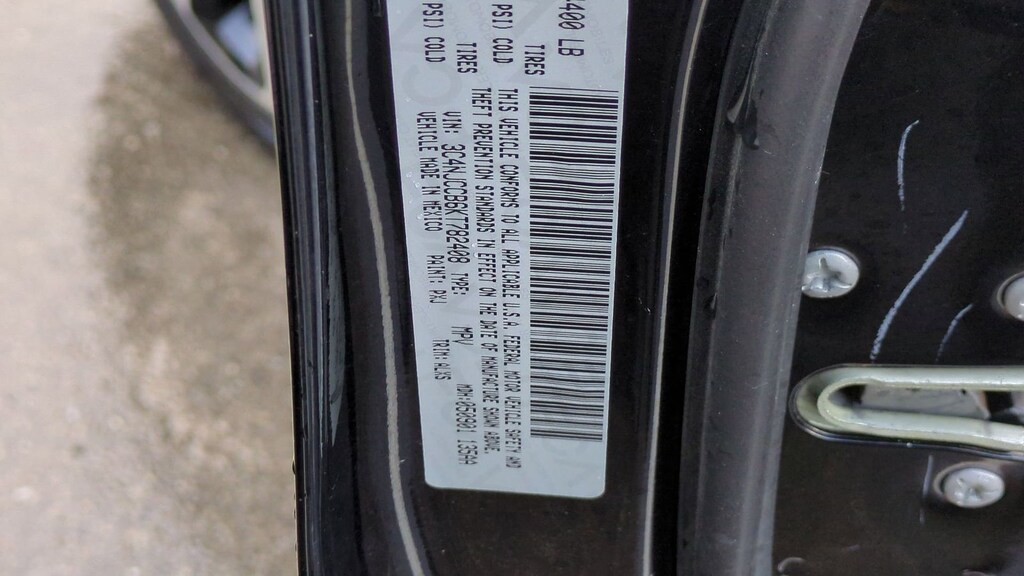 400 LB
TIRES
PSI) COLD
THIS VEHICLE CONFORMS TO ALL APPLICABLE U.S.A. FEDERAL MOTOR VEHICLE SAFETY AND
THEFT PREVENTION STANDARDS IN EFFECT ON THE DATE OF MANUFACTURE SHOWN ABOVE.
TIRES
PSI) COLD
VIN: TYPE: MPV
VEHICLE MADE IN MEXICO PAINT: PXJ